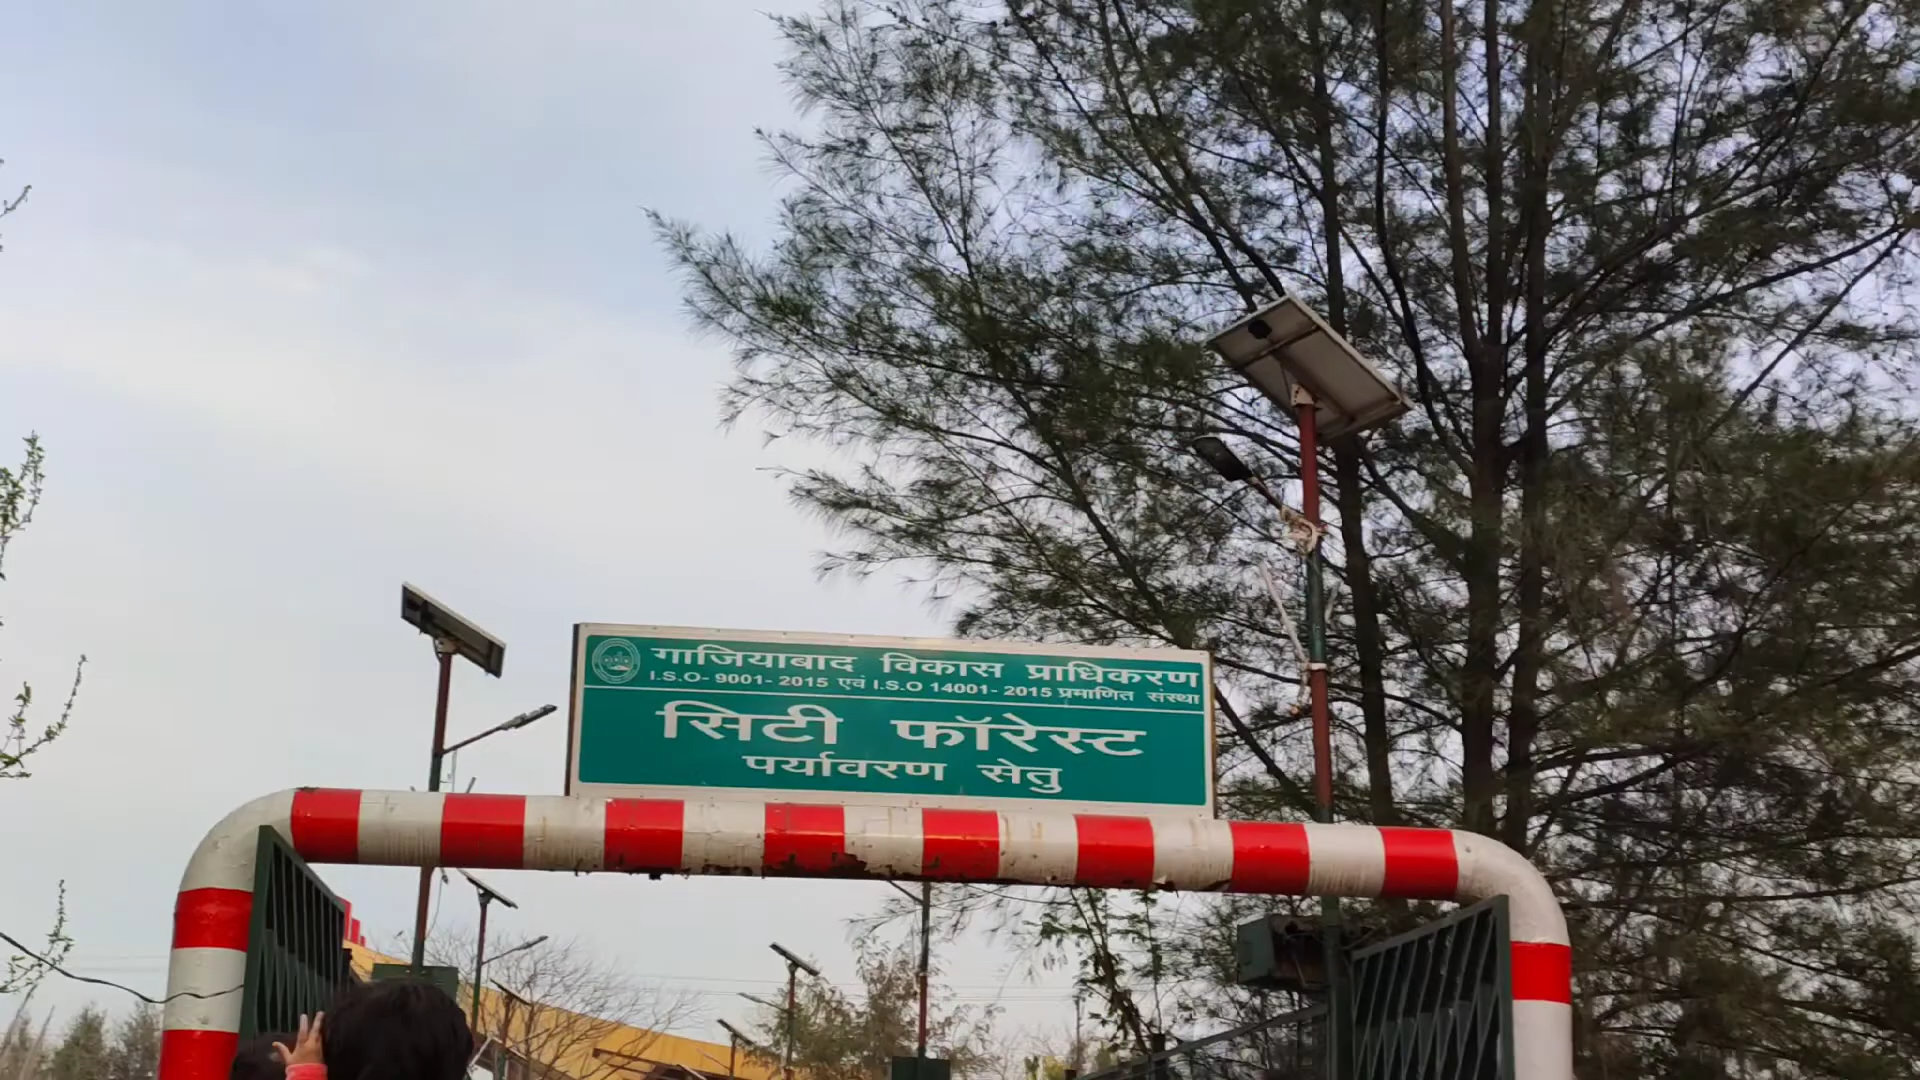 गाजियाबाद विकास प्राधिकरण
I.S.O- 9001- 2015 एवं I.S.O 14001- 2015 प्रमाणित संस्था
सिटी फॉरेस्ट
पर्यावरण सेतु